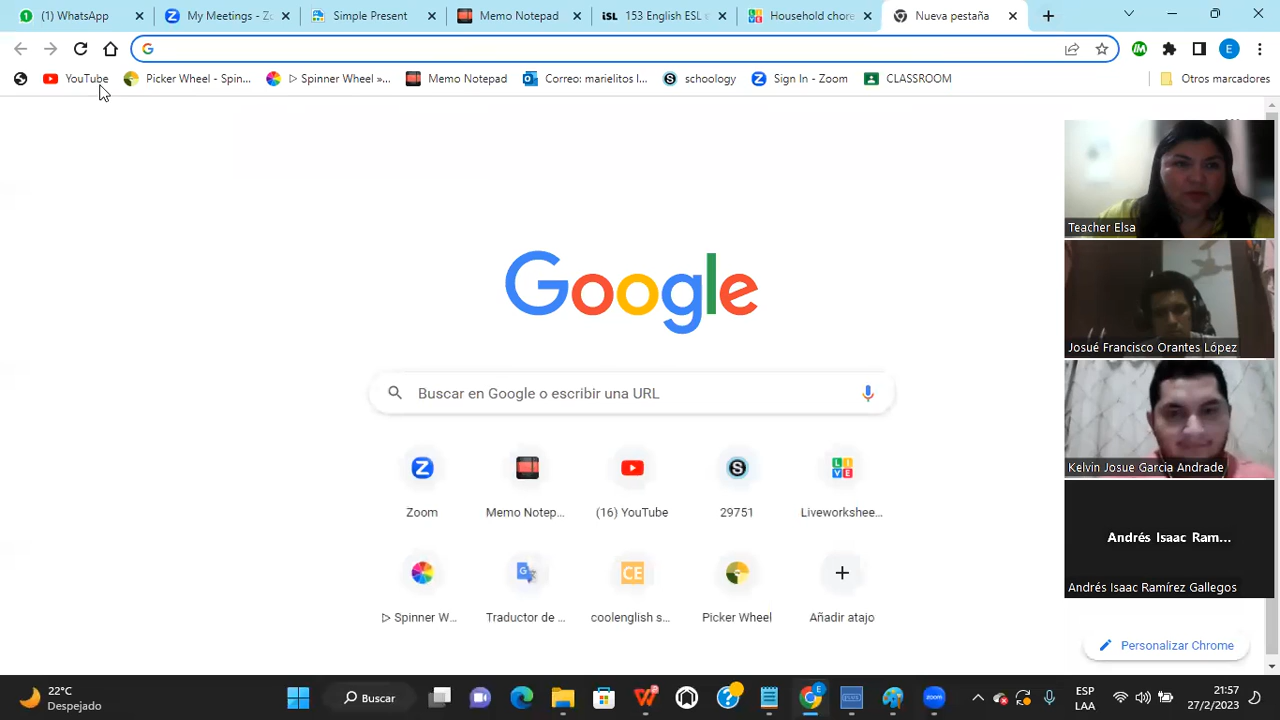 (1) WhatsApp
My Meetings - Zo
Simple Present
Memo Notepad
iSL 153 English ESL s
Household chore
Nueva pestaña
YouTube
Picker Wheel - Spin...
▷ Spinner Wheel »...
Memo Notepad
Correo: marielitos l...
schoology
Sign In - Zoom
CLASSROOM
Otros marcadores
Teacher Elsa
Google
Josué Francisco Orantes López
Buscar en Google o escribir una URL
Kelvin Josue Garcia Andrade
Zoom
Memo Notep...
(16) YouTube
29751
Liveworkshee...
Andrés Isaac Ram...
Andrés Isaac Ramírez Gallegos
▷ Spinner W...
Traductor de ...
coolenglish s...
Picker Wheel
Añadir atajo
Personalizar Chrome
22°C
Despejado
Buscar
ESP
LAA
21:57
27/2/2023